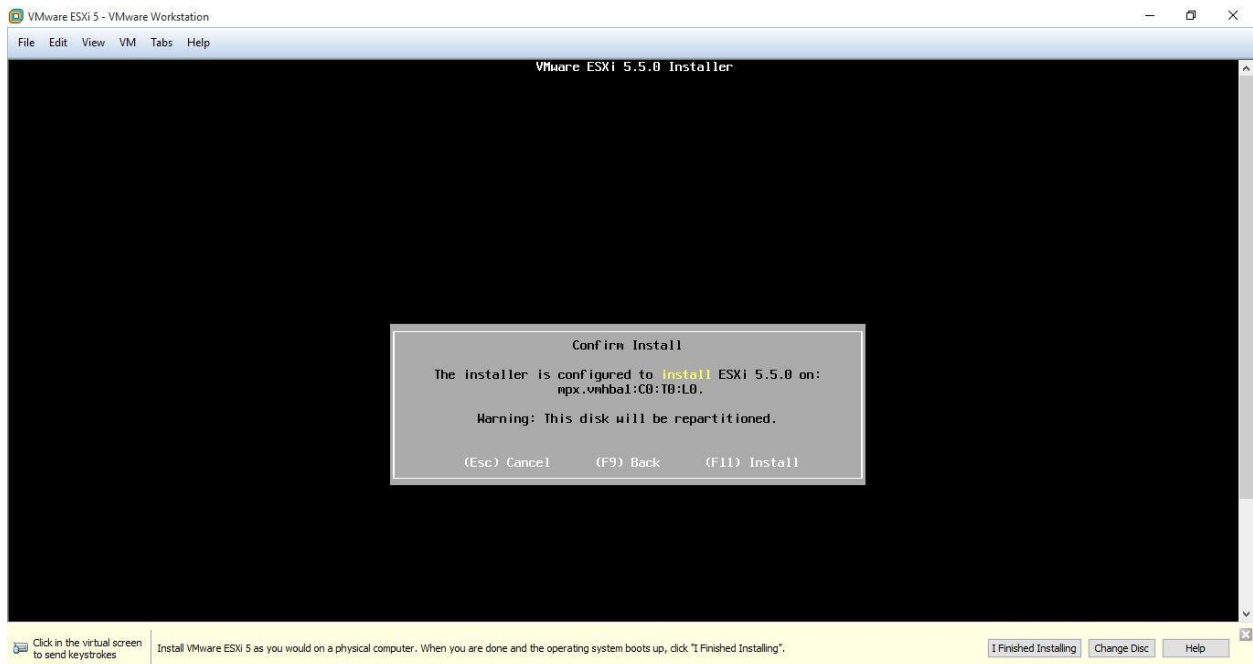 VMware ESXi 5 - VMware Workstation
File Edit View VM Tabs Help
VMware ESXi 5.5.0 Installer
Confirm Install
The installer is configured to install ESXi 5.5.0 on:
mpx.vmhba1:C0:T0:L0.
Warning: This disk will be repartitioned.
(Esc) Cancel (F9) Back (F11) Install
Click in the virtual screen
to send keystrokes
Install VMware ESXi 5 as you would on a physical computer. When you are done and the operating system boots up, click "I Finished Installing".
I Finished Installing Change Disc Help